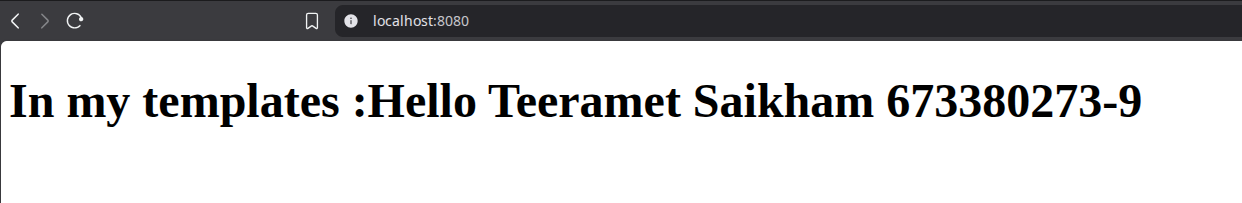 localhost:8080
In my templates :Hello Teeramet Saikham 673380273-9